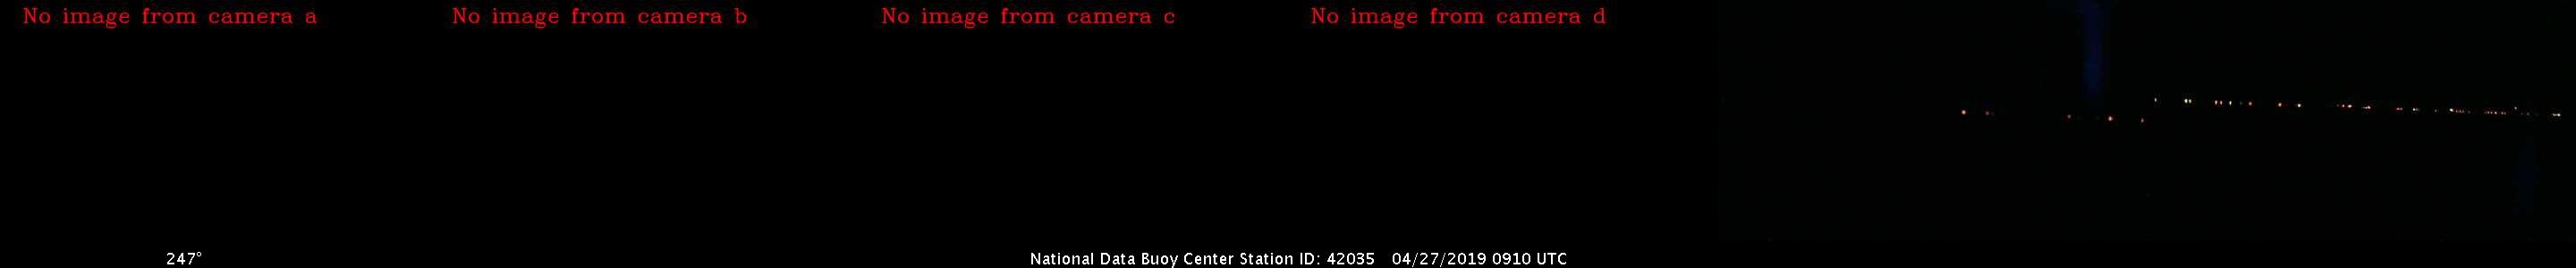 No image from camera a
No image from camera b
No image from camera c
No image from camera d
247°
National Data Buoy Center Station ID: 42035 04/27/2019 0910 UTC